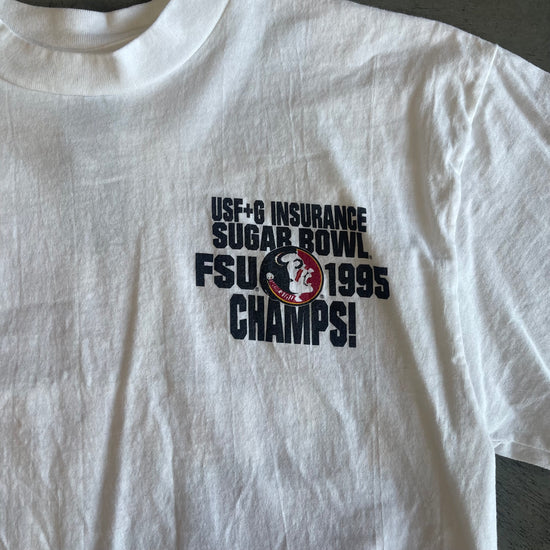 USF+G INSURANCE
SUGAR BOWL
FSU 1995
CHAMPS!